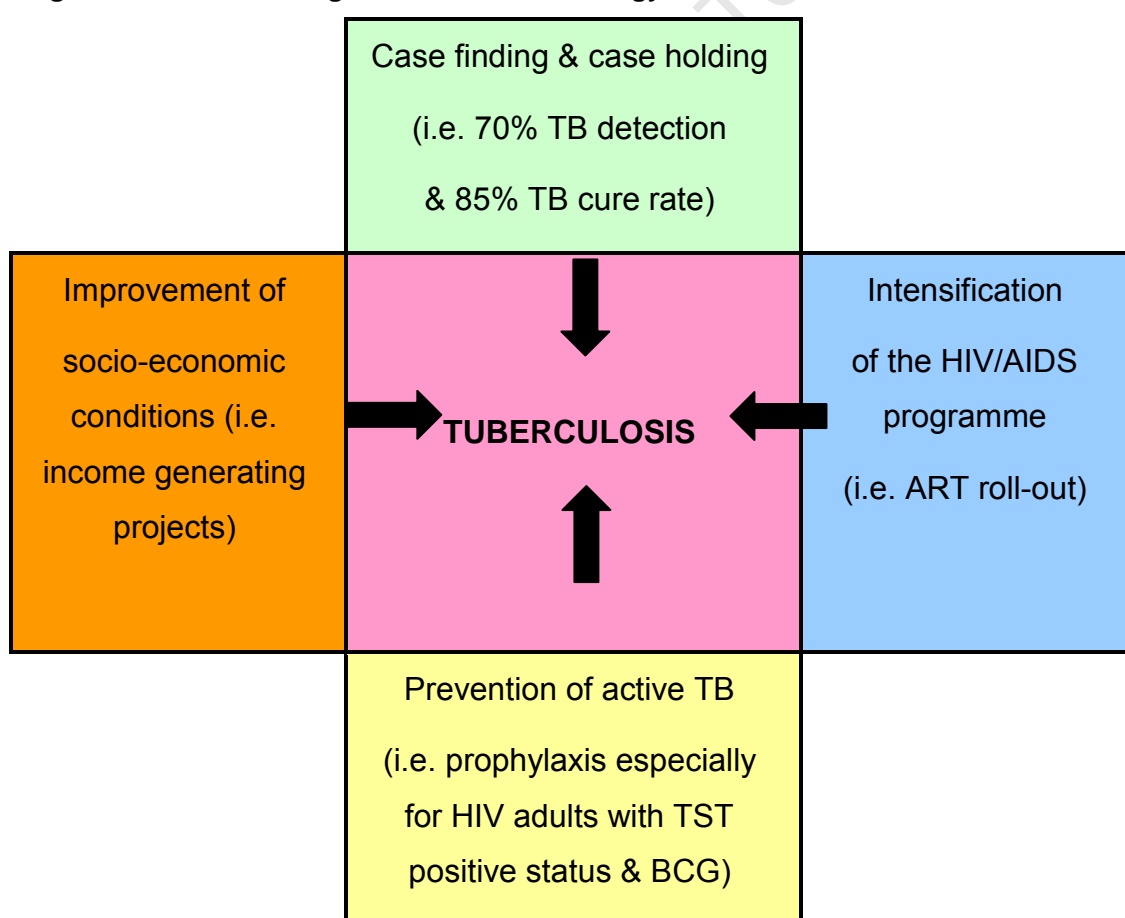 Case finding & case holding
(i.e. 70% TB detection
& 85% TB cure rate)
Improvement of
socio-economic
conditions (i.e.
income generating
projects)
TUBERCULOSIS
Intensification
of the HIV/AIDS
programme
(i.e. ART roll-out)
Prevention of active TB
(i.e. prophylaxis especially
for HIV adults with TST
positive status & BCG)